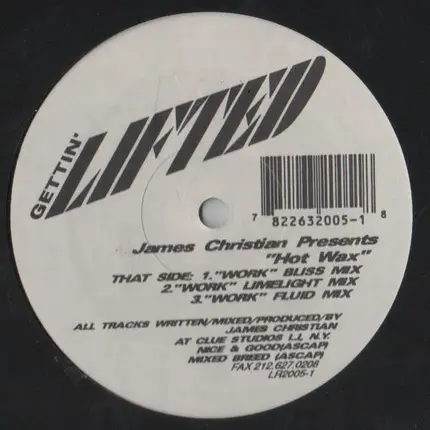 GETTIN' LIFTED
7 822632005-1 8
James Christian Presents
"Hot Wax"
THAT SIDE: 1."WORK" BLISS MIX
2."WORK" LIMELIGHT MIX
3."WORK" FLUID MIX
ALL TRACKS WRITTEN/MIXED/PRODUCED/BY
JAMES CHRISTIAN
AT CLUE STUDIOS L.I. N.Y.
NICE & GOOD(ASCAP)
MIXED BREED (ASCAP)
FAX 212.627.0208
LR2005-1